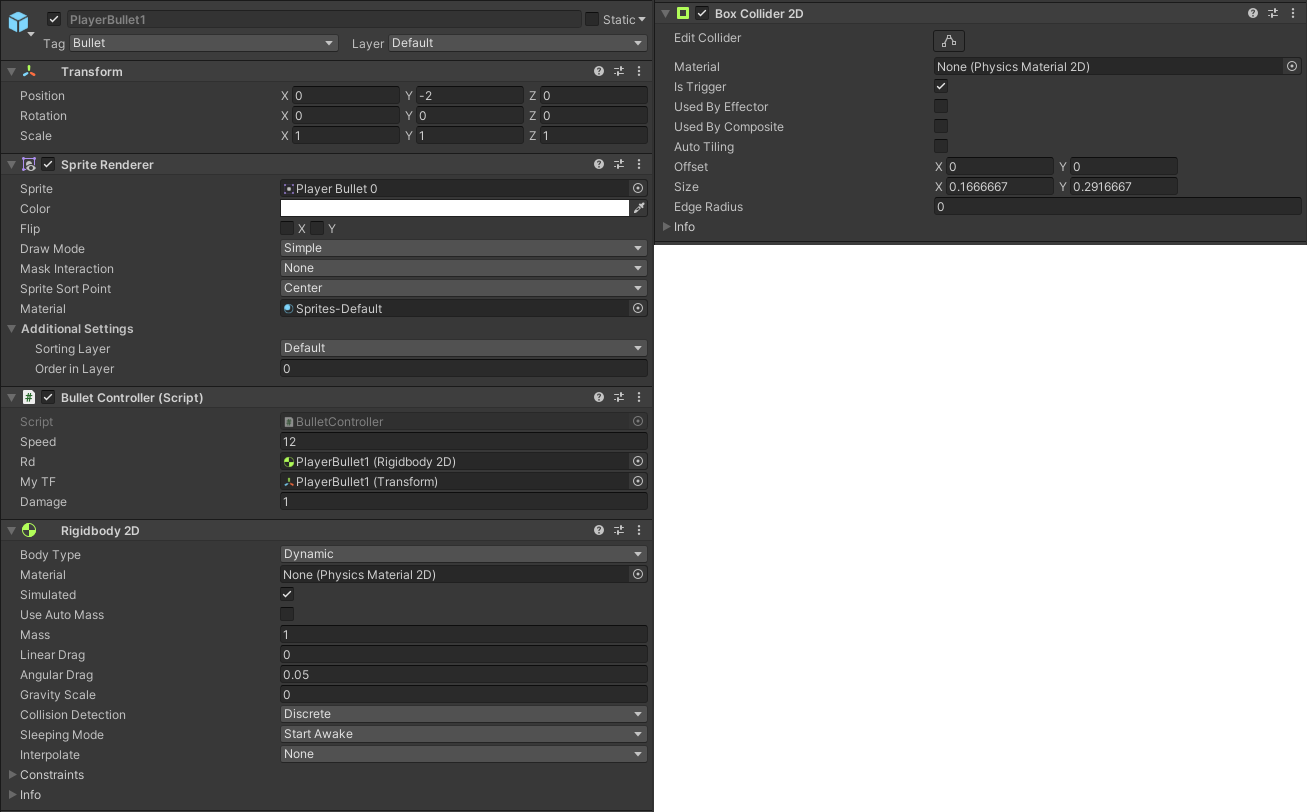 PlayerBullet1 Static
Tag Bullet Layer Default
Transform
Position X 0 Y -2 Z 0
Rotation X 0 Y 0 Z 0
Scale X 1 Y 1 Z 1
Sprite Renderer
Sprite Player Bullet 0
Color
Flip X Y
Draw Mode Simple
Mask Interaction None
Sprite Sort Point Center
Material Sprites-Default
Additional Settings
Sorting Layer Default
Order in Layer 0
# Bullet Controller (Script)
Script BulletController
Speed 12
Rd PlayerBullet1 (Rigidbody 2D)
My TF PlayerBullet1 (Transform)
Damage 1
Rigidbody 2D
Body Type Dynamic
Material None (Physics Material 2D)
Simulated
Use Auto Mass
Mass 1
Linear Drag 0
Angular Drag 0.05
Gravity Scale 0
Collision Detection Discrete
Sleeping Mode Start Awake
Interpolate None
Constraints
Info
Box Collider 2D
Edit Collider
Material None (Physics Material 2D)
Is Trigger
Used By Effector
Used By Composite
Auto Tiling
Offset X 0 Y 0
Size X 0.1666667 Y 0.2916667
Edge Radius 0
Info